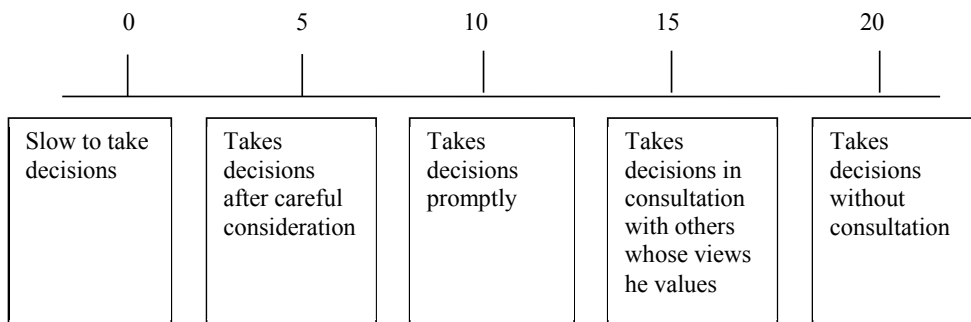 0 5 10 15 20
Slow to take
decisions
Takes
decisions
after careful
consideration
Takes
decisions
promptly
Takes
decisions in
consultation
with others
whose views
he values
Takes
decisions
without
consultation